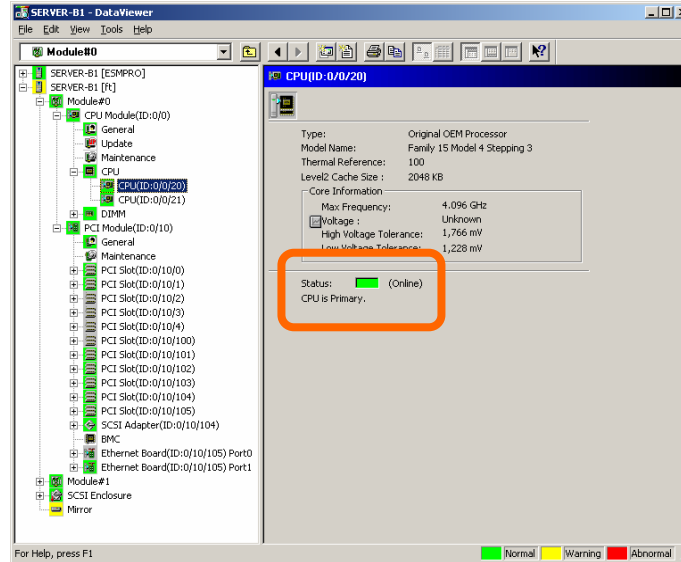 SERVER-B1 - DataViewer
File Edit View Tools Help
Module#0
SERVER-B1 [ESMPRO]
SERVER-B1 [ft]
Module#0
CPU Module(ID:0/0)
General
Update
Maintenance
CPU
CPU(ID:0/0/20)
CPU(ID:0/0/21)
DIMM
PCI Module(ID:0/10)
General
Maintenance
PCI Slot(ID:0/10/0)
PCI Slot(ID:0/10/1)
PCI Slot(ID:0/10/2)
PCI Slot(ID:0/10/3)
PCI Slot(ID:0/10/4)
PCI Slot(ID:0/10/100)
PCI Slot(ID:0/10/101)
PCI Slot(ID:0/10/102)
PCI Slot(ID:0/10/103)
PCI Slot(ID:0/10/104)
PCI Slot(ID:0/10/105)
SCSI Adapter(ID:0/10/104)
BMC
Ethernet Board(ID:0/10/105) Port0
Ethernet Board(ID:0/10/105) Port1
Module#1
SCSI Enclosure
Mirror
CPU(ID:0/0/20)
Type: Original OEM Processor
Model Name: Family 15 Model 4 Stepping 3
Thermal Reference: 100
Level2 Cache Size : 2048 KB
Core Information
Max Frequency: 4.096 GHz
Voltage : Unknown
High Voltage Tolerance: 1,766 mV
Low Voltage Tolerance: 1,228 mV
Status: (Online)
CPU is Primary.
For Help, press F1
Normal Warning Abnormal